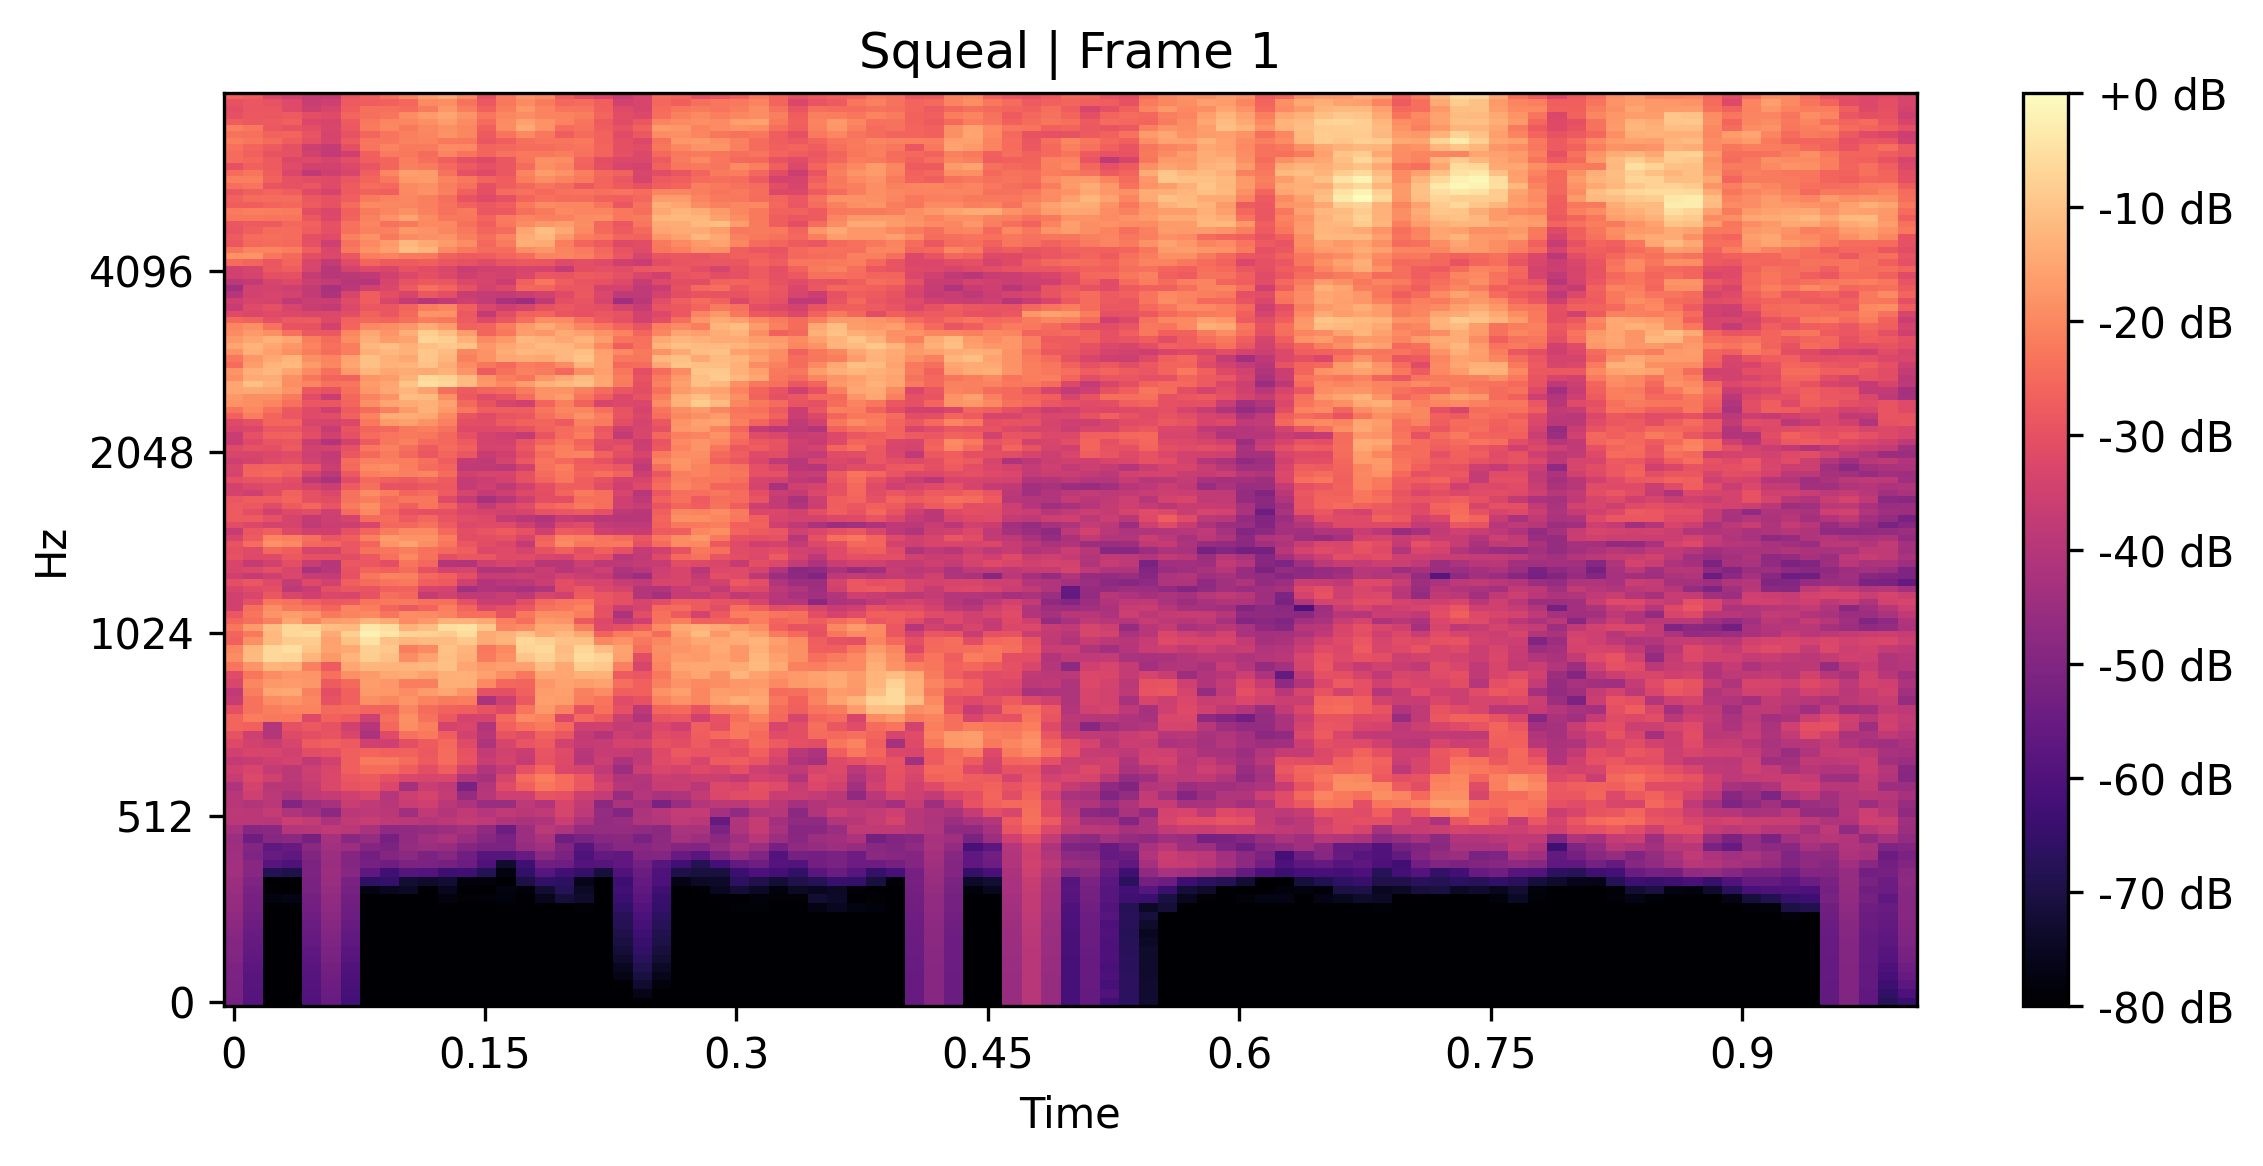 Squeal | Frame 1
+0 dB
-10 dB
-20 dB
-30 dB
-40 dB
-50 dB
-60 dB
-70 dB
-80 dB
Hz
4096
2048
1024
512
0
0 0.15 0.3 0.45 0.6 0.75 0.9
Time